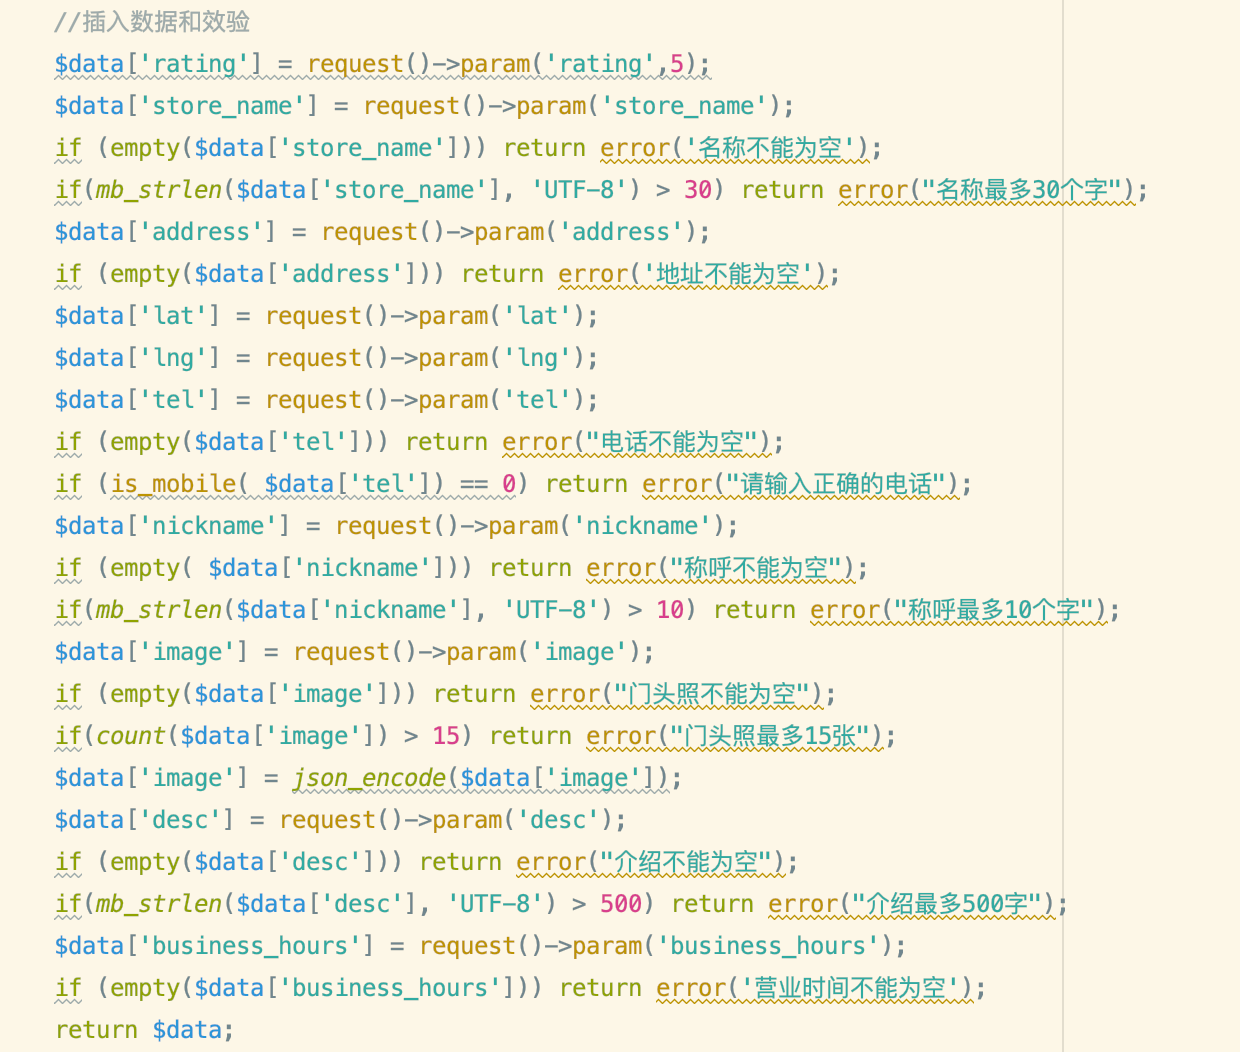 //插入数据和效验
$data['rating'] = request()->param('rating',5);
$data['store_name'] = request()->param('store_name');
if (empty($data['store_name'])) return error('名称不能为空');
if(mb_strlen($data['store_name'], 'UTF-8') > 30) return error("名称最多30个字");
$data['address'] = request()->param('address');
if (empty($data['address'])) return error('地址不能为空');
$data['lat'] = request()->param('lat');
$data['lng'] = request()->param('lng');
$data['tel'] = request()->param('tel');
if (empty($data['tel'])) return error("电话不能为空");
if (is_mobile( $data['tel']) == 0) return error("请输入正确的电话");
$data['nickname'] = request()->param('nickname');
if (empty( $data['nickname'])) return error("称呼不能为空");
if(mb_strlen($data['nickname'], 'UTF-8') > 10) return error("称呼最多10个字");
$data['image'] = request()->param('image');
if (empty($data['image'])) return error("门头照不能为空");
if(count($data['image']) > 15) return error("门头照最多15张");
$data['image'] = json_encode($data['image']);
$data['desc'] = request()->param('desc');
if (empty($data['desc'])) return error("介绍不能为空");
if(mb_strlen($data['desc'], 'UTF-8') > 500) return error("介绍最多500字");
$data['business_hours'] = request()->param('business_hours');
if (empty($data['business_hours'])) return error('营业时间不能为空');
return $data;